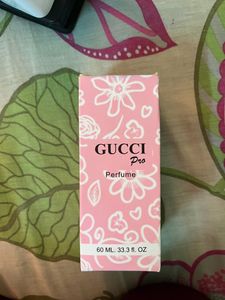 GUCCI
Pro
Perfume
60 ML. 33.3 fl. OZ